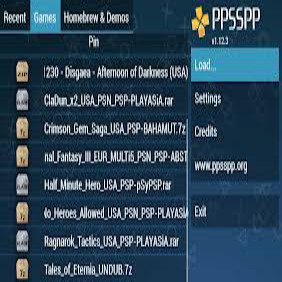 Recent Games Homebrew & Demos
Pin
1230 - Disgaea - Afternoon of Darkness (USA)
ClaDun_x2_USA_PSN_PSP-PLAYASiA.rar
Crimson_Gem_Saga_USA_PSP-BAHAMUT.7z
nal_Fantasy_III_EUR_MULTi5_PSN_PSP-ABST
Half_Minute_Hero_USA_PSP-pSyPSP.rar
No_Heroes_Allowed_USA_PSN_PSP-PLAYASiA
Ragnarok_Tactics_USA_PSP-PLAYASiA.rar
Tales_of_Eternia_UNDUB.7z
PPSSPP
v1.12.3
Load...
Settings
Credits
www.ppsspp.org
Exit